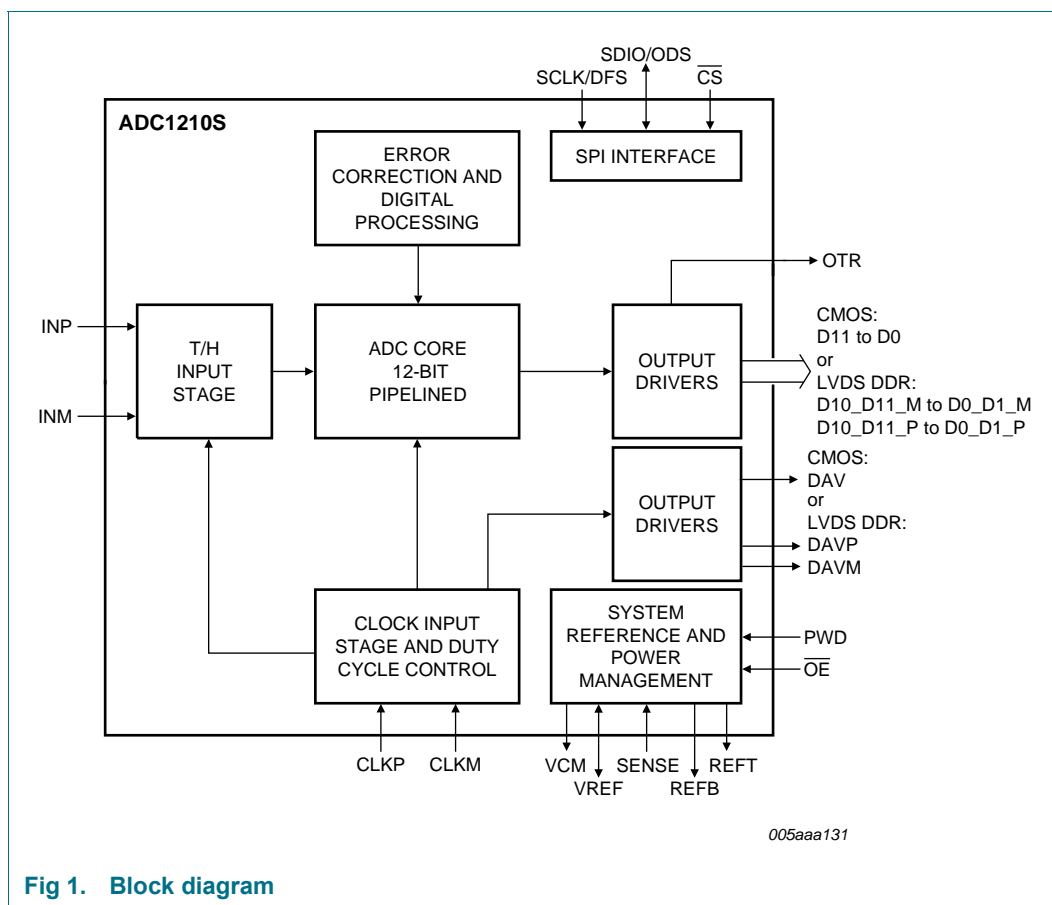 SDIO/ODS
SCLK/DFS
C̅S̅
ADC1210S
ERROR
CORRECTION AND
DIGITAL
PROCESSING
SPI INTERFACE
OTR
INP
INM
T/H
INPUT
STAGE
ADC CORE
12-BIT
PIPELINED
OUTPUT
DRIVERS
CMOS:
D11 to D0
or
LVDS DDR:
D10_D11_M to D0_D1_M
D10_D11_P to D0_D1_P
OUTPUT
DRIVERS
CMOS:
DAV
or
LVDS DDR:
DAVP
DAVM
CLOCK INPUT
STAGE AND DUTY
CYCLE CONTROL
SYSTEM
REFERENCE AND
POWER
MANAGEMENT
PWD
O̅E̅
CLKP
CLKM
VCM
VREF
SENSE
REFB
REFT
005aaa131
Fig 1. Block diagram